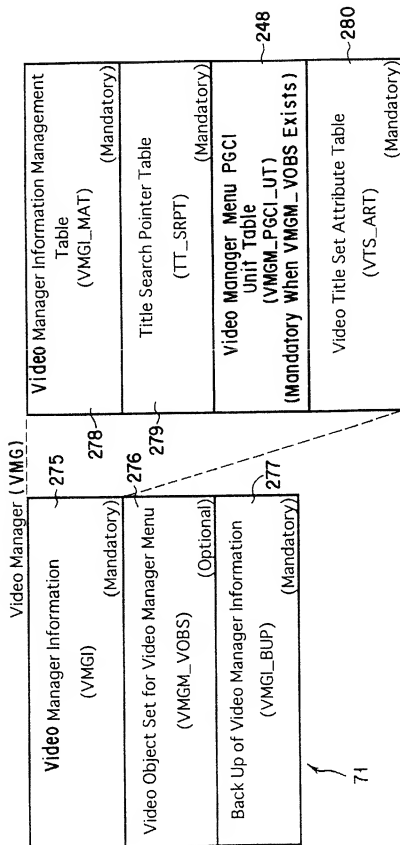 Video Manager (VMG)
Video Manager Information
(VMGI)
(Mandatory)
275
Video Object Set for Video Manager Menu
(VMGM_VOBS)
(Optional)
276
Back Up of Video Manager Information
(VMGI_BUP)
(Mandatory)
277
71
Video Manager Information Management
Table
(VMGI_MAT)
(Mandatory)
278
Title Search Pointer Table
(TT_SRPT)
(Mandatory)
279
Video Manager Menu PGCI
Unit Table
(VMGM_PGCI_UT)
(Mandatory When VMGM_VOBS Exists)
248
Video Title Set Attribute Table
(VTS_ART)
(Mandatory)
280